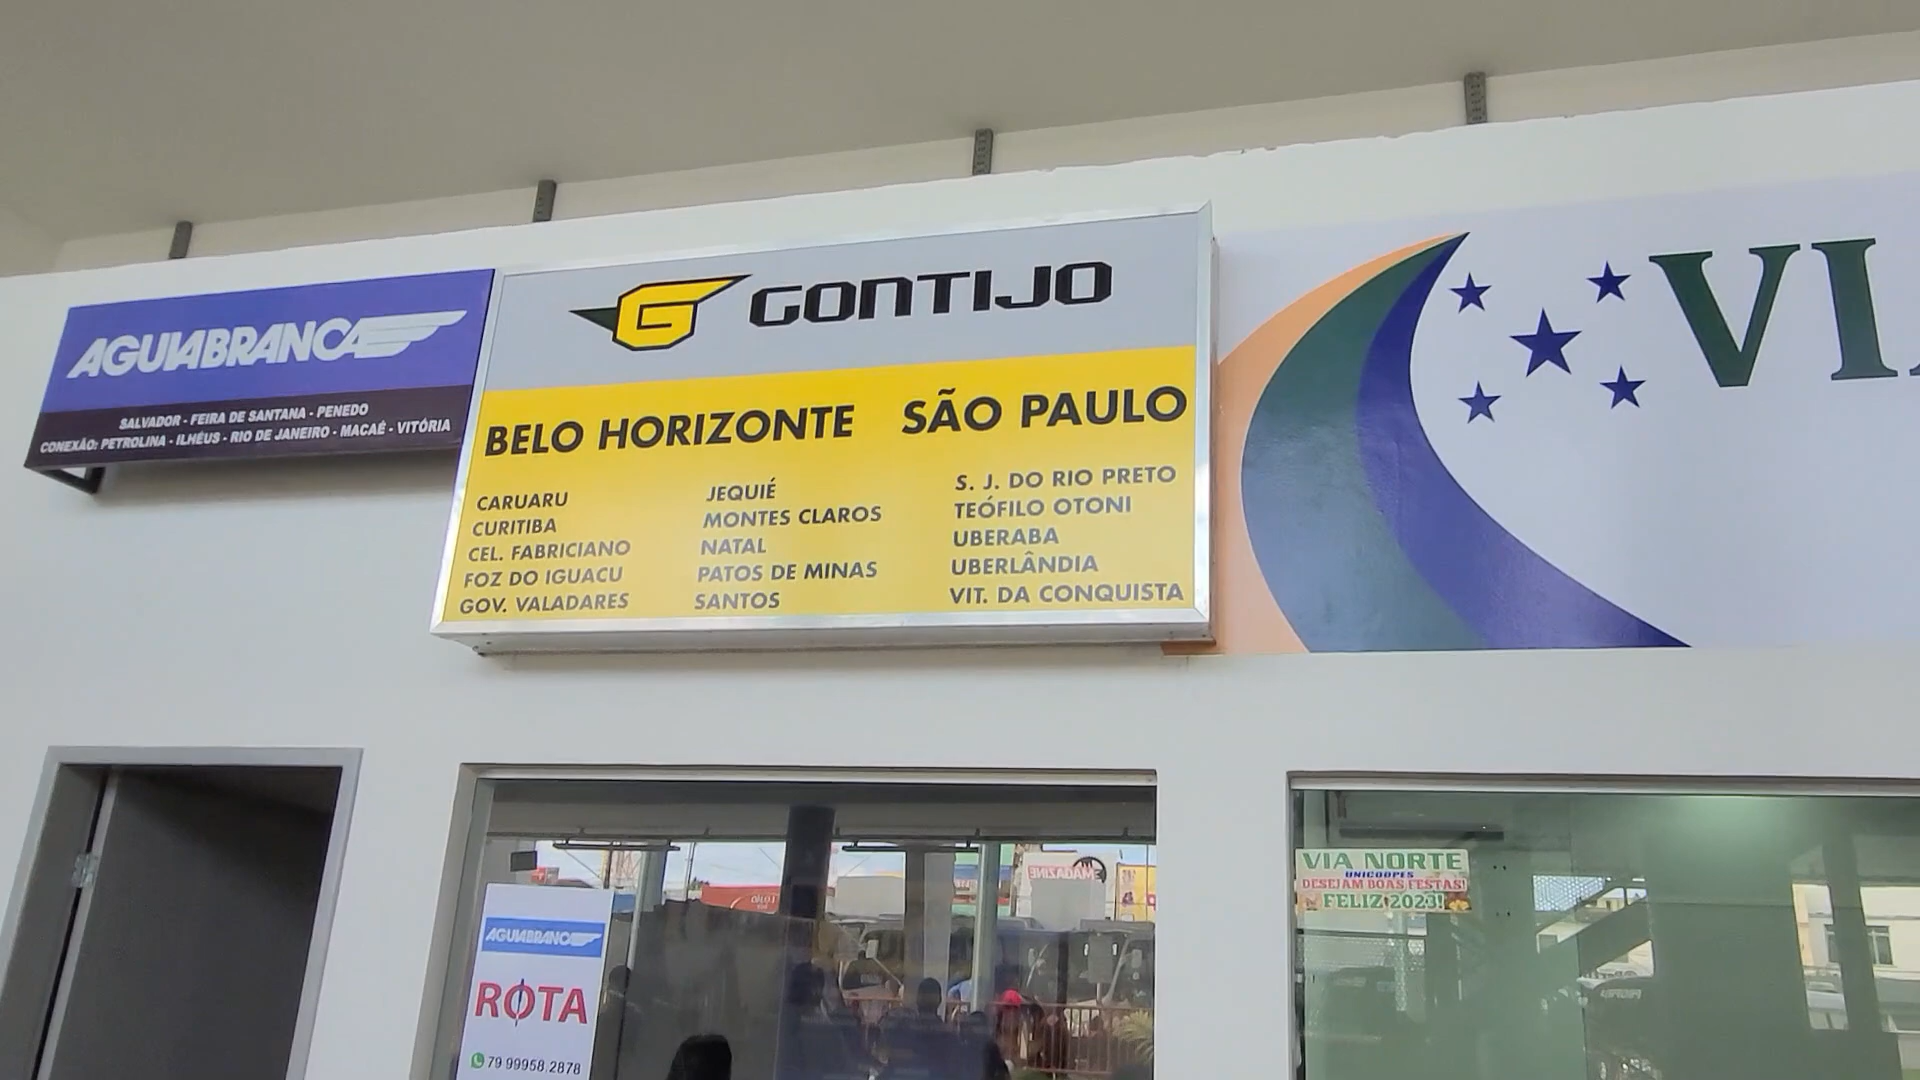 AGUIABRANCA
SALVADOR - FEIRA DE SANTANA - PENEDO
CONEXÃO: PETROLINA - ILHÉUS - RIO DE JANEIRO - MACAÉ - VITÓRIA
G GONTIJO
BELO HORIZONTE SÃO PAULO
CARUARU
CURITIBA
CEL. FABRICIANO
FOZ DO IGUACU
GOV. VALADARES
JEQUIÉ
MONTES CLAROS
NATAL
PATOS DE MINAS
SANTOS
S. J. DO RIO PRETO
TEÓFILO OTONI
UBERABA
UBERLÂNDIA
VIT. DA CONQUISTA
VI
AGUIABRANCA
ROTA
79 99958.2878
MAGAZINE
VIA NORTE
UNICOOPES
DESEJAM BOAS FESTAS!
FELIZ 2023!